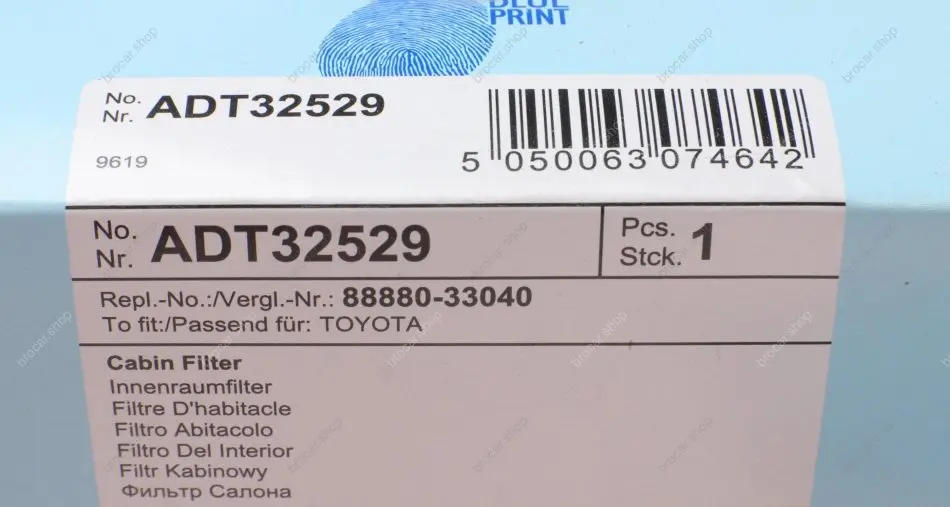 BLUE
PRINT
No.
Nr. ADT32529
9619
5 050063 074642
No.
Nr. ADT32529
Pcs.
Stck. 1
Repl.-No.:/Vergl.-Nr.: 88880-33040
To fit:/Passend für: TOYOTA
Cabin Filter
Innenraumfilter
Filtre D'habitacle
Filtro Abitacolo
Filtro Del Interior
Filtr Kabinowy
Фильтр Салона
brocar.shop